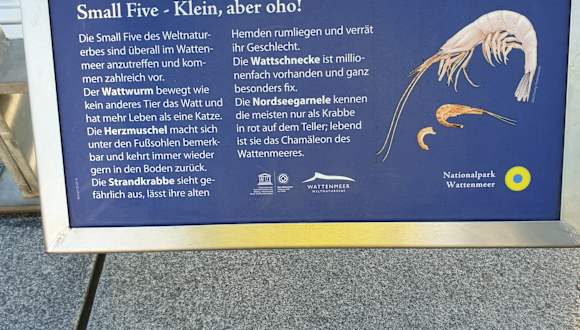 Small Five - Klein, aber oho!
Die Small Five des Weltnatur-
erbes sind überall im Watten-
meer anzutreffen und kom-
men zahlreich vor.
Der Wattwurm bewegt wie
kein anderes Tier das Watt und
hat mehr Leben als eine Katze.
Die Herzmuschel macht sich
unter den Fußsohlen bemerk-
bar und kehrt immer wieder
gern in den Boden zurück.
Die Strandkrabbe sieht ge-
fährlich aus, lässt ihre alten
Hemden rumliegen und verrät
ihr Geschlecht.
Die Wattschnecke ist millio-
nenfach vorhanden und ganz
besonders fix.
Die Nordseegarnele kennen
die meisten nur als Krabbe
in rot auf dem Teller; lebend
ist sie das Chamäleon des
Wattenmeeres.
WATTENMEER
WELTNATURERBE
Nationalpark
Wattenmeer